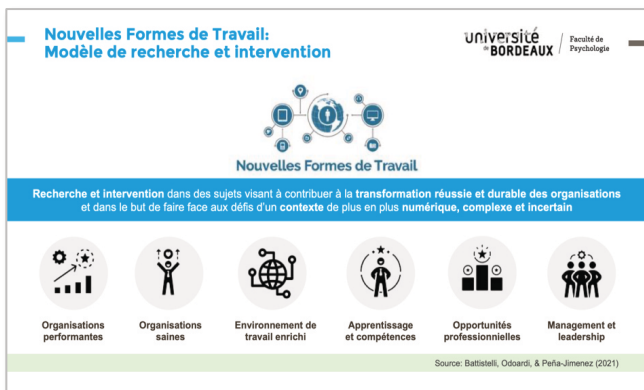 Nouvelles Formes de Travail:
Modèle de recherche et intervention
université
de BORDEAUX
Faculté de
Psychologie
Nouvelles Formes de Travail
Recherche et intervention dans des sujets visant à contribuer à la transformation réussie et durable des organisations
et dans le but de faire face aux défis d'un contexte de plus en plus numérique, complexe et incertain
Organisations
performantes
Organisations
saines
Environnement de
travail enrichi
Apprentissage
et compétences
Opportunités
professionnelles
Management et
leadership
Source: Battistelli, Odoardi, & Peña-Jimenez (2021)